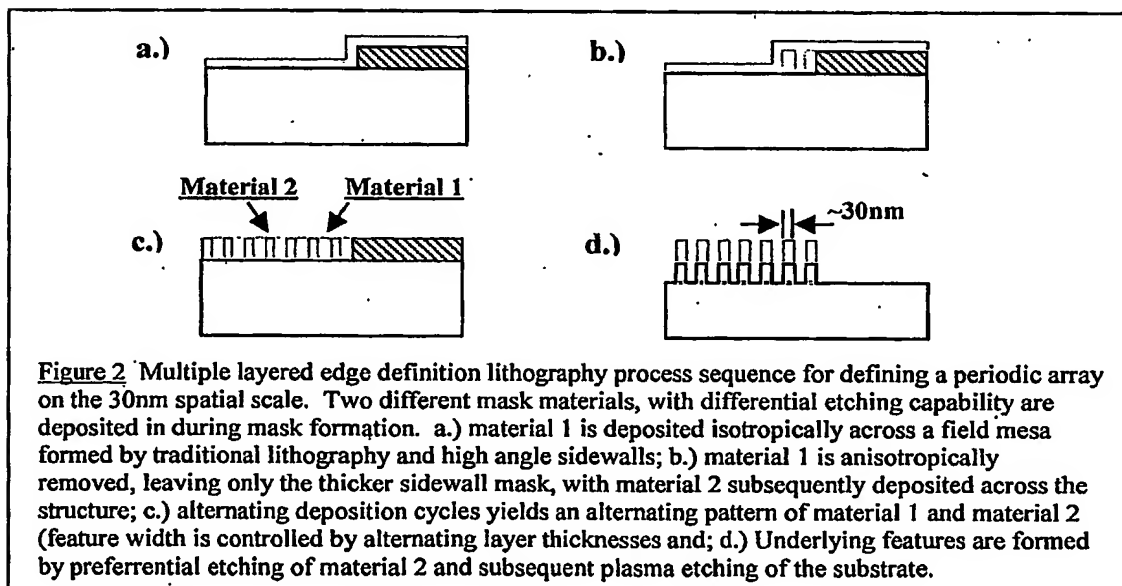 a.)
b.)
Material 2 Material 1
~30nm
c.)
d.)
Figure 2 Multiple layered edge definition lithography process sequence for defining a periodic array
on the 30nm spatial scale. Two different mask materials, with differential etching capability are
deposited in during mask formation. a.) material 1 is deposited isotropically across a field mesa
formed by traditional lithography and high angle sidewalls; b.) material 1 is anisotropically
removed, leaving only the thicker sidewall mask, with material 2 subsequently deposited across the
structure; c.) alternating deposition cycles yields an alternating pattern of material 1 and material 2
(feature width is controlled by alternating layer thicknesses and; d.) Underlying features are formed
by preferrential etching of material 2 and subsequent plasma etching of the substrate.